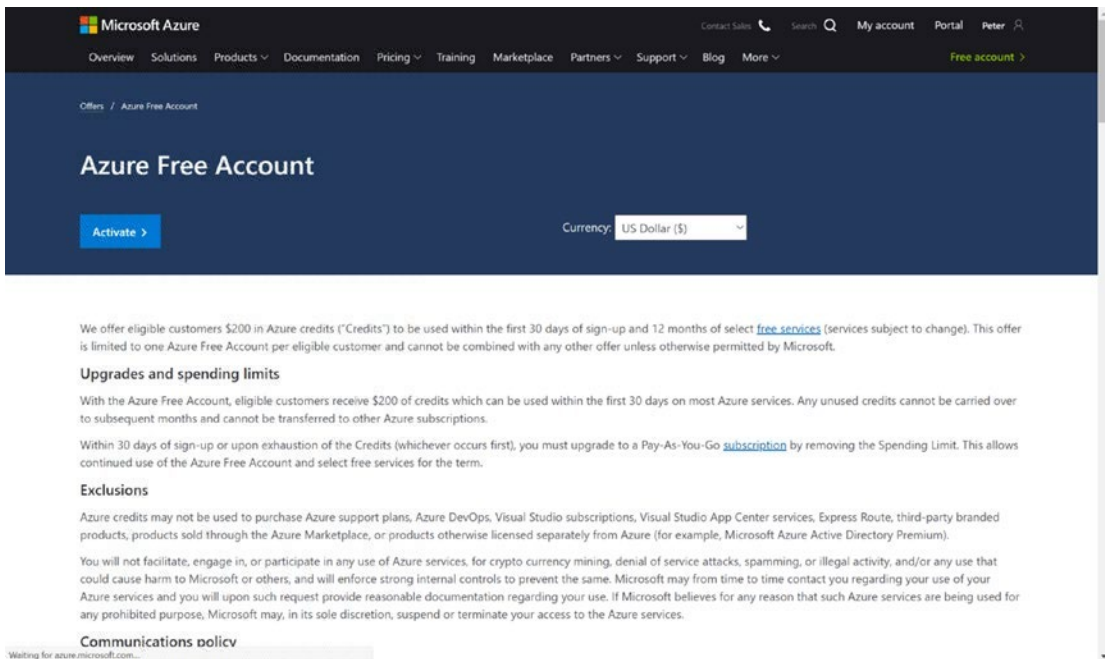 Microsoft Azure
Contact Sales Search My account Portal Peter
Overview Solutions Products Documentation Pricing Training Marketplace Partners Support Blog More Free account >
Offers / Azure Free Account
Azure Free Account
Activate >
Currency: US Dollar ($)
We offer eligible customers $200 in Azure credits ("Credits") to be used within the first 30 days of sign-up and 12 months of select free services (services subject to change). This offer
is limited to one Azure Free Account per eligible customer and cannot be combined with any other offer unless otherwise permitted by Microsoft.
Upgrades and spending limits
With the Azure Free Account, eligible customers receive $200 of credits which can be used within the first 30 days on most Azure services. Any unused credits cannot be carried over
to subsequent months and cannot be transferred to other Azure subscriptions.
Within 30 days of sign-up or upon exhaustion of the Credits (whichever occurs first), you must upgrade to a Pay-As-You-Go subscription by removing the Spending Limit. This allows
continued use of the Azure Free Account and select free services for the term.
Exclusions
Azure credits may not be used to purchase Azure support plans, Azure DevOps, Visual Studio subscriptions, Visual Studio App Center services, Express Route, third-party branded
products, products sold through the Azure Marketplace, or products otherwise licensed separately from Azure (for example, Microsoft Azure Active Directory Premium).
You will not facilitate, engage in, or participate in any use of Azure services, for crypto currency mining, denial of service attacks, spamming, or illegal activity, and/or any use that
could cause harm to Microsoft or others, and will enforce strong internal controls to prevent the same. Microsoft may from time to time contact you regarding your use of your
Azure services and you will upon such request provide reasonable documentation regarding your use. If Microsoft believes for any reason that such Azure services are being used for
any prohibited purpose, Microsoft may, in its sole discretion, suspend or terminate your access to the Azure services.
Communications policy
Waiting for azure.microsoft.com...